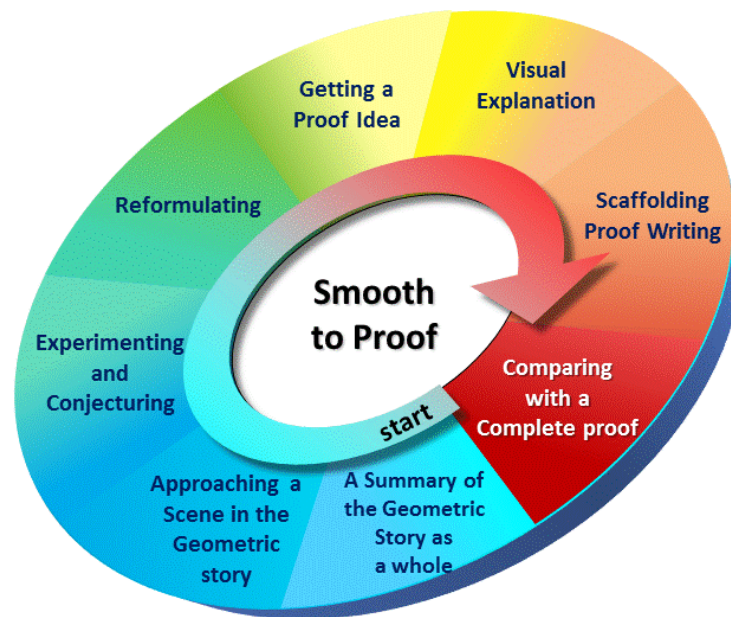 Smooth
to Proof
start
A Summary of
the Geometric
Story as
a whole
Approaching a
Scene in the
Geometric
story
Experimenting
and
Conjecturing
Reformulating
Getting a
Proof Idea
Visual
Explanation
Scaffolding
Proof Writing
Comparing
with a
Complete proof